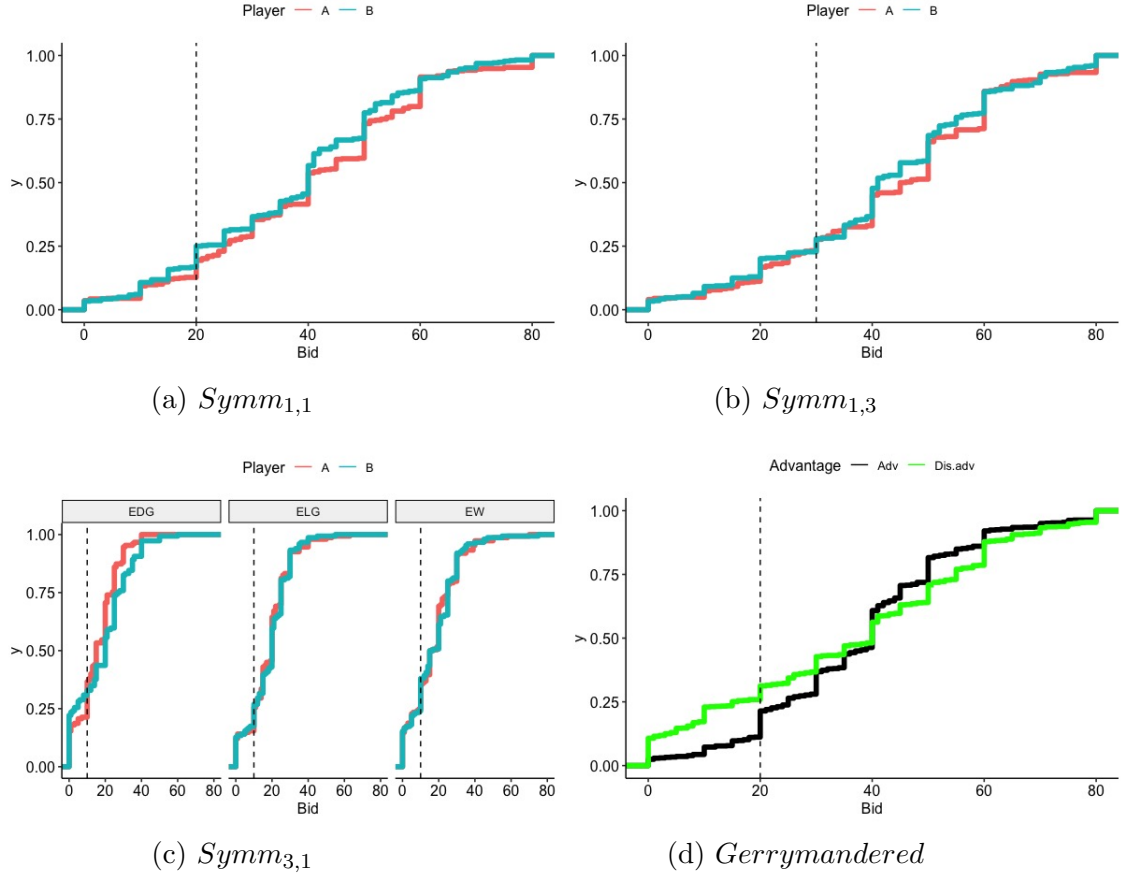 Player A B
Player A B
1.00
0.75
0.50
0.25
0.00
y
0 20 40 60 80
Bid
1.00
0.75
0.50
0.25
0.00
y
0 20 40 60 80
Bid
(a) Symm1,1
(b) Symm1,3
Player A B
Advantage Adv Dis.adv
EDG ELG EW
1.00
0.75
0.50
0.25
0.00
y
0 20 40 60 80 0 20 40 60 80 0 20 40 60 80
Bid
1.00
0.75
0.50
0.25
0.00
y
0 20 40 60 80
Bid
(c) Symm3,1
(d) Gerrymandered